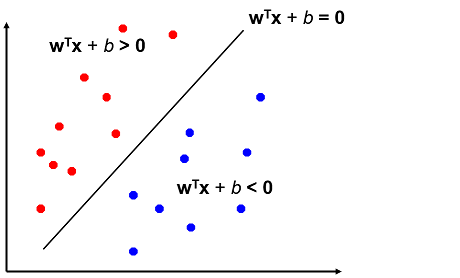 wᵀx + b = 0
wᵀx + b > 0
wᵀx + b < 0